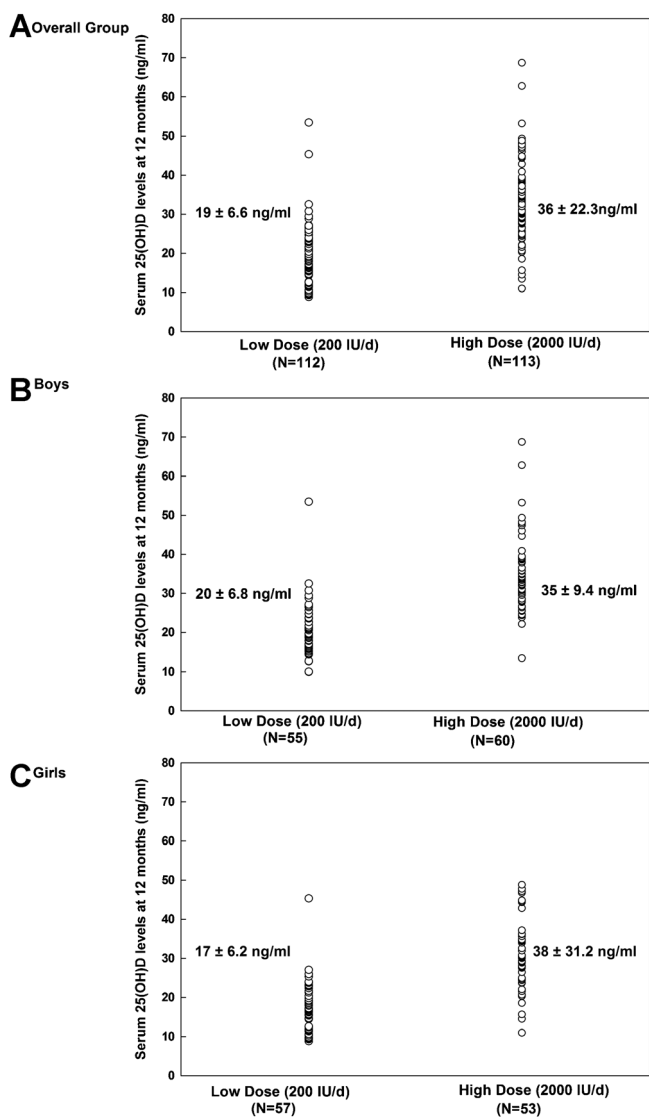 A Overall Group
Serum 25(OH)D levels at 12 months (ng/ml)
80
70
60
50
40
30
20
10
0
19 ± 6.6 ng/ml
36 ± 22.3ng/ml
Low Dose (200 IU/d)
(N=112)
High Dose (2000 IU/d)
(N=113)
B Boys
Serum 25(OH)D levels at 12 months (ng/ml)
80
70
60
50
40
30
20
10
0
20 ± 6.8 ng/ml
35 ± 9.4 ng/ml
Low Dose (200 IU/d)
(N=55)
High Dose (2000 IU/d)
(N=60)
C Girls
Serum 25(OH)D levels at 12 months (ng/ml)
80
70
60
50
40
30
20
10
0
17 ± 6.2 ng/ml
38 ± 31.2 ng/ml
Low Dose (200 IU/d)
(N=57)
High Dose (2000 IU/d)
(N=53)